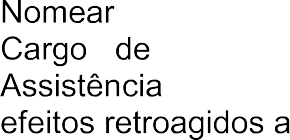 Nomear
Cargo de
Assistência
efeitos retroagidos a